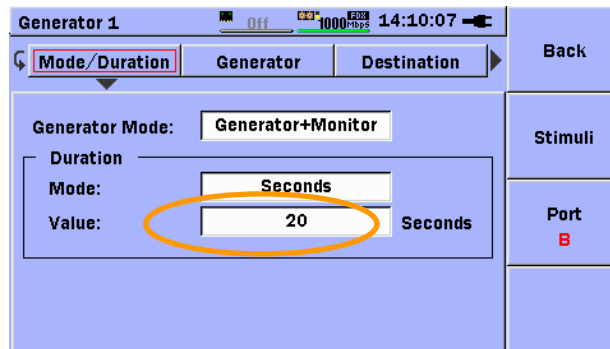 Generator 1 Off 1000 FDX Mbps 14:10:07
Mode/Duration Generator Destination
Back
Generator Mode: Generator+Monitor
Stimuli
Duration
Mode: Seconds
Value: 20 Seconds
Port
B